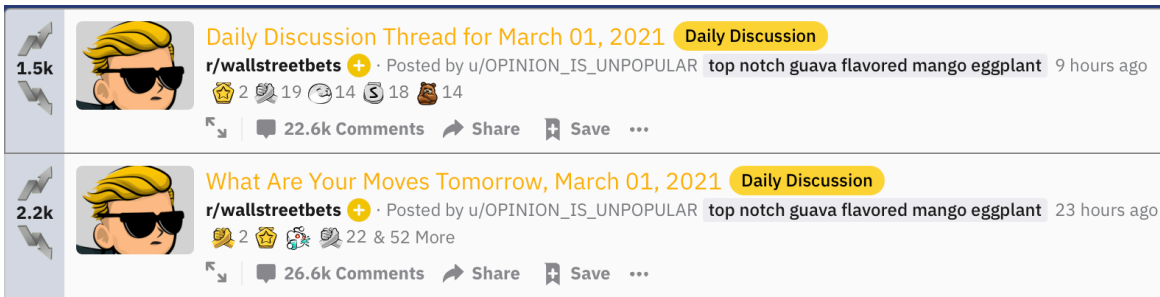 Daily Discussion Thread for March 01, 2021 Daily Discussion
1.5k
r/wallstreetbets · Posted by u/OPINION_IS_UNPOPULAR top notch guava flavored mango eggplant 9 hours ago
2 19 14 S 18 14
22.6k Comments Share Save •••
What Are Your Moves Tomorrow, March 01, 2021 Daily Discussion
2.2k
r/wallstreetbets · Posted by u/OPINION_IS_UNPOPULAR top notch guava flavored mango eggplant 23 hours ago
2 22 & 52 More
26.6k Comments Share Save •••